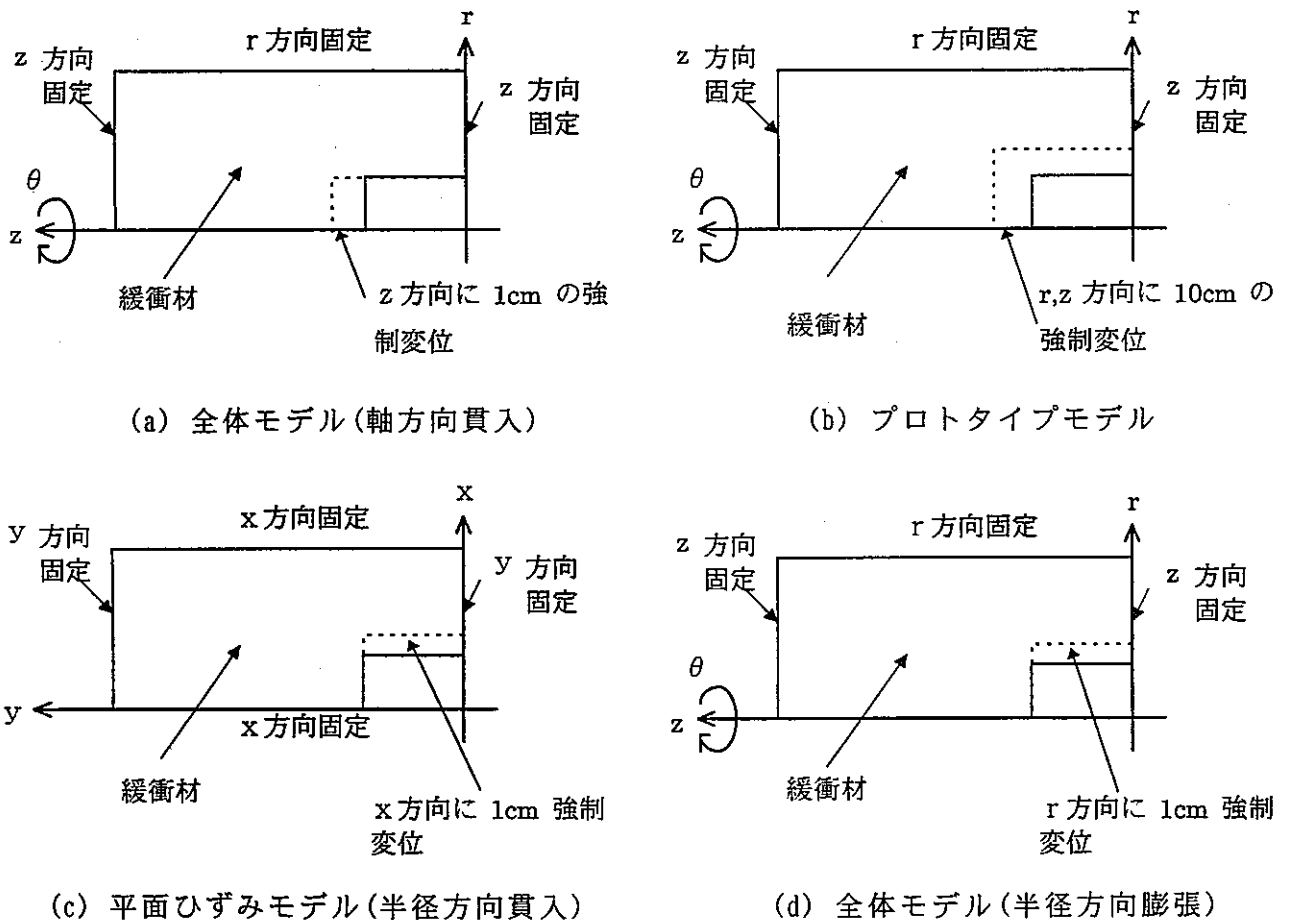 r
r 方向固定
z 方向
固定
z 方向
固定
θ
z
緩衝材
z 方向に 1cm の強
制変位
(a) 全体モデル(軸方向貫入)
r
r 方向固定
z 方向
固定
z 方向
固定
θ
z
緩衝材
r,z 方向に 10cm の
強制変位
(b) プロトタイプモデル
x
x 方向固定
y 方向
固定
y 方向
固定
y
x 方向固定
緩衝材
x 方向に 1cm 強制
変位
(c) 平面ひずみモデル(半径方向貫入)
r
r 方向固定
z 方向
固定
z 方向
固定
θ
z
緩衝材
r 方向に 1cm 強制
変位
(d) 全体モデル(半径方向膨張)